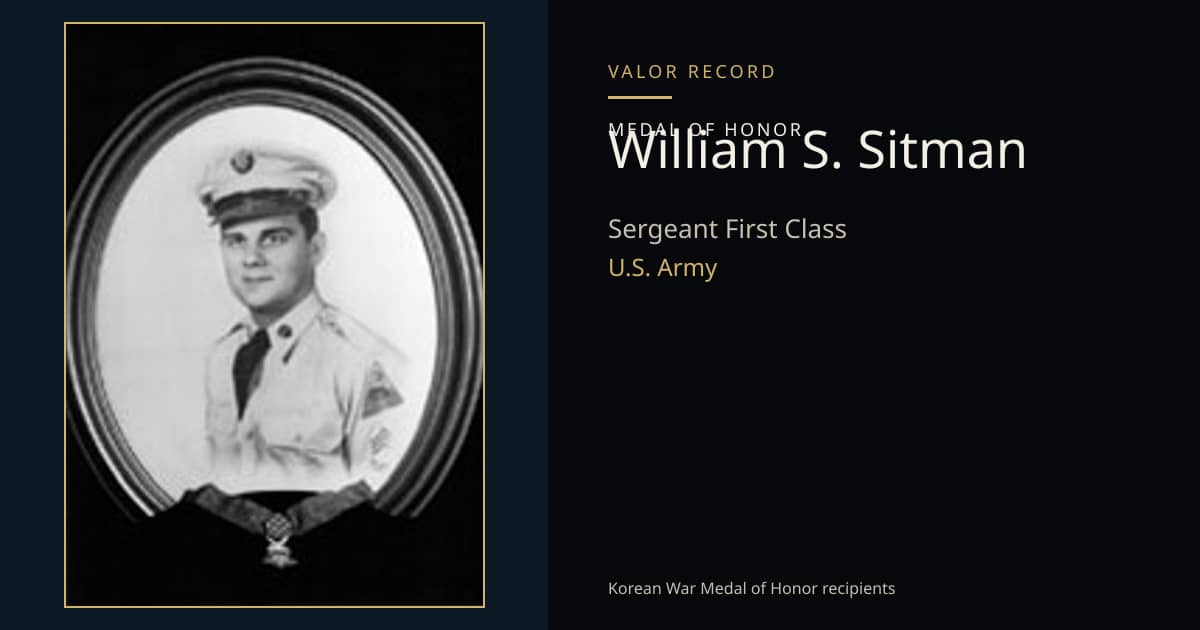 VALOR RECORD
MEDAL OF HONOR
William S. Sitman
Sergeant First Class
U.S. Army
Korean War Medal of Honor recipients